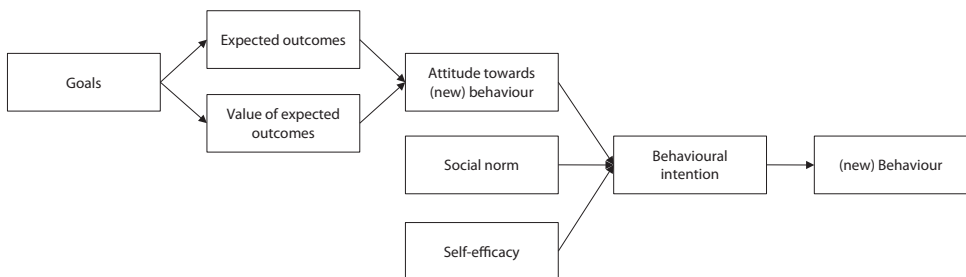 Goals
Expected outcomes
Value of expected
outcomes
Attitude towards
(new) behaviour
Social norm
Self-efficacy
Behavioural
intention
(new) Behaviour